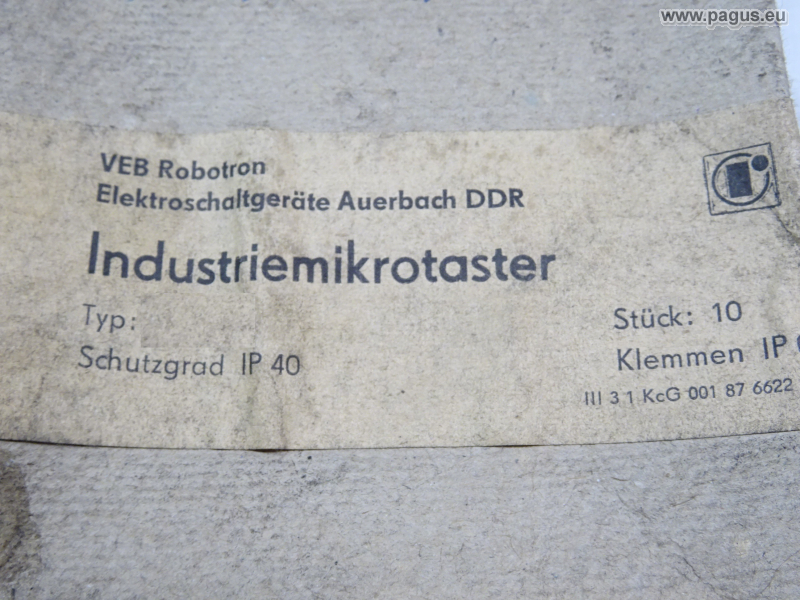 www.pagus.eu
VEB Robotron
Elektroschaltgeräte Auerbach DDR
Industriemikrotaster
Typ:
Schutzgrad IP 40
Stück: 10
Klemmen IP
III 3 1 KcG 001 87 6622